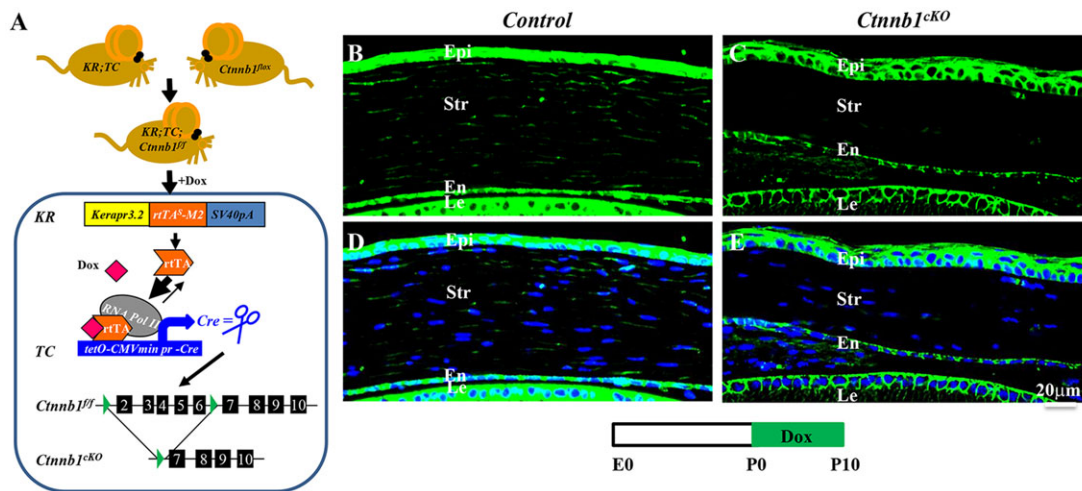 A
KR;TC
Ctnnb1flox
KR;TC;
Ctnnb1f/f
+Dox
KR
Kerapr3.2
rtTAS-M2
SV40pA
Dox
rtTA
RNA Pol II
rtTA
Cre =
TC
tetO-CMVmin pr -Cre
Ctnnb1f/f
2 3 4 5 6 7 8 9 10
Ctnnb1cKO
7 8 9 10
Control
Ctnnb1cKO
B
Epi
Str
En
Le
C
Epi
Str
En
Le
D
Epi
Str
En
Le
E
Epi
Str
En
Le
20μm
Dox
E0 P0 P10